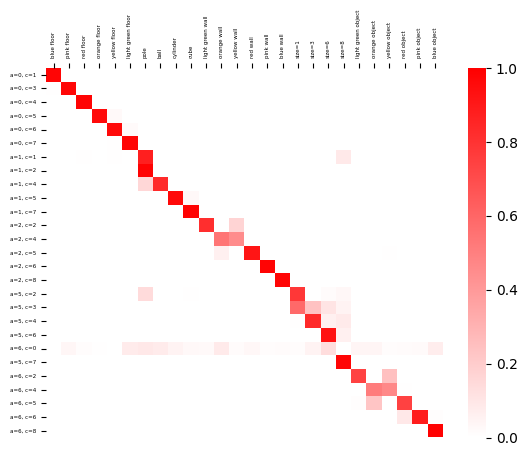 blue floor
pink floor
red floor
orange floor
yellow floor
light green floor
pole
ball
cylinder
cube
light green wall
orange wall
yellow wall
red wall
pink wall
blue wall
size=1
size=3
size=6
size=8
light green object
orange object
yellow object
red object
pink object
blue object
a=0, c=1
a=0, c=3
a=0, c=4
a=0, c=5
a=0, c=6
a=0, c=7
a=1, c=1
a=1, c=2
a=1, c=4
a=1, c=5
a=1, c=7
a=2, c=2
a=2, c=4
a=2, c=5
a=2, c=6
a=2, c=8
a=5, c=2
a=5, c=3
a=5, c=4
a=5, c=6
a=6, c=0
a=5, c=7
a=6, c=2
a=6, c=4
a=6, c=5
a=6, c=6
a=6, c=8
1.0
0.8
0.6
0.4
0.2
0.0